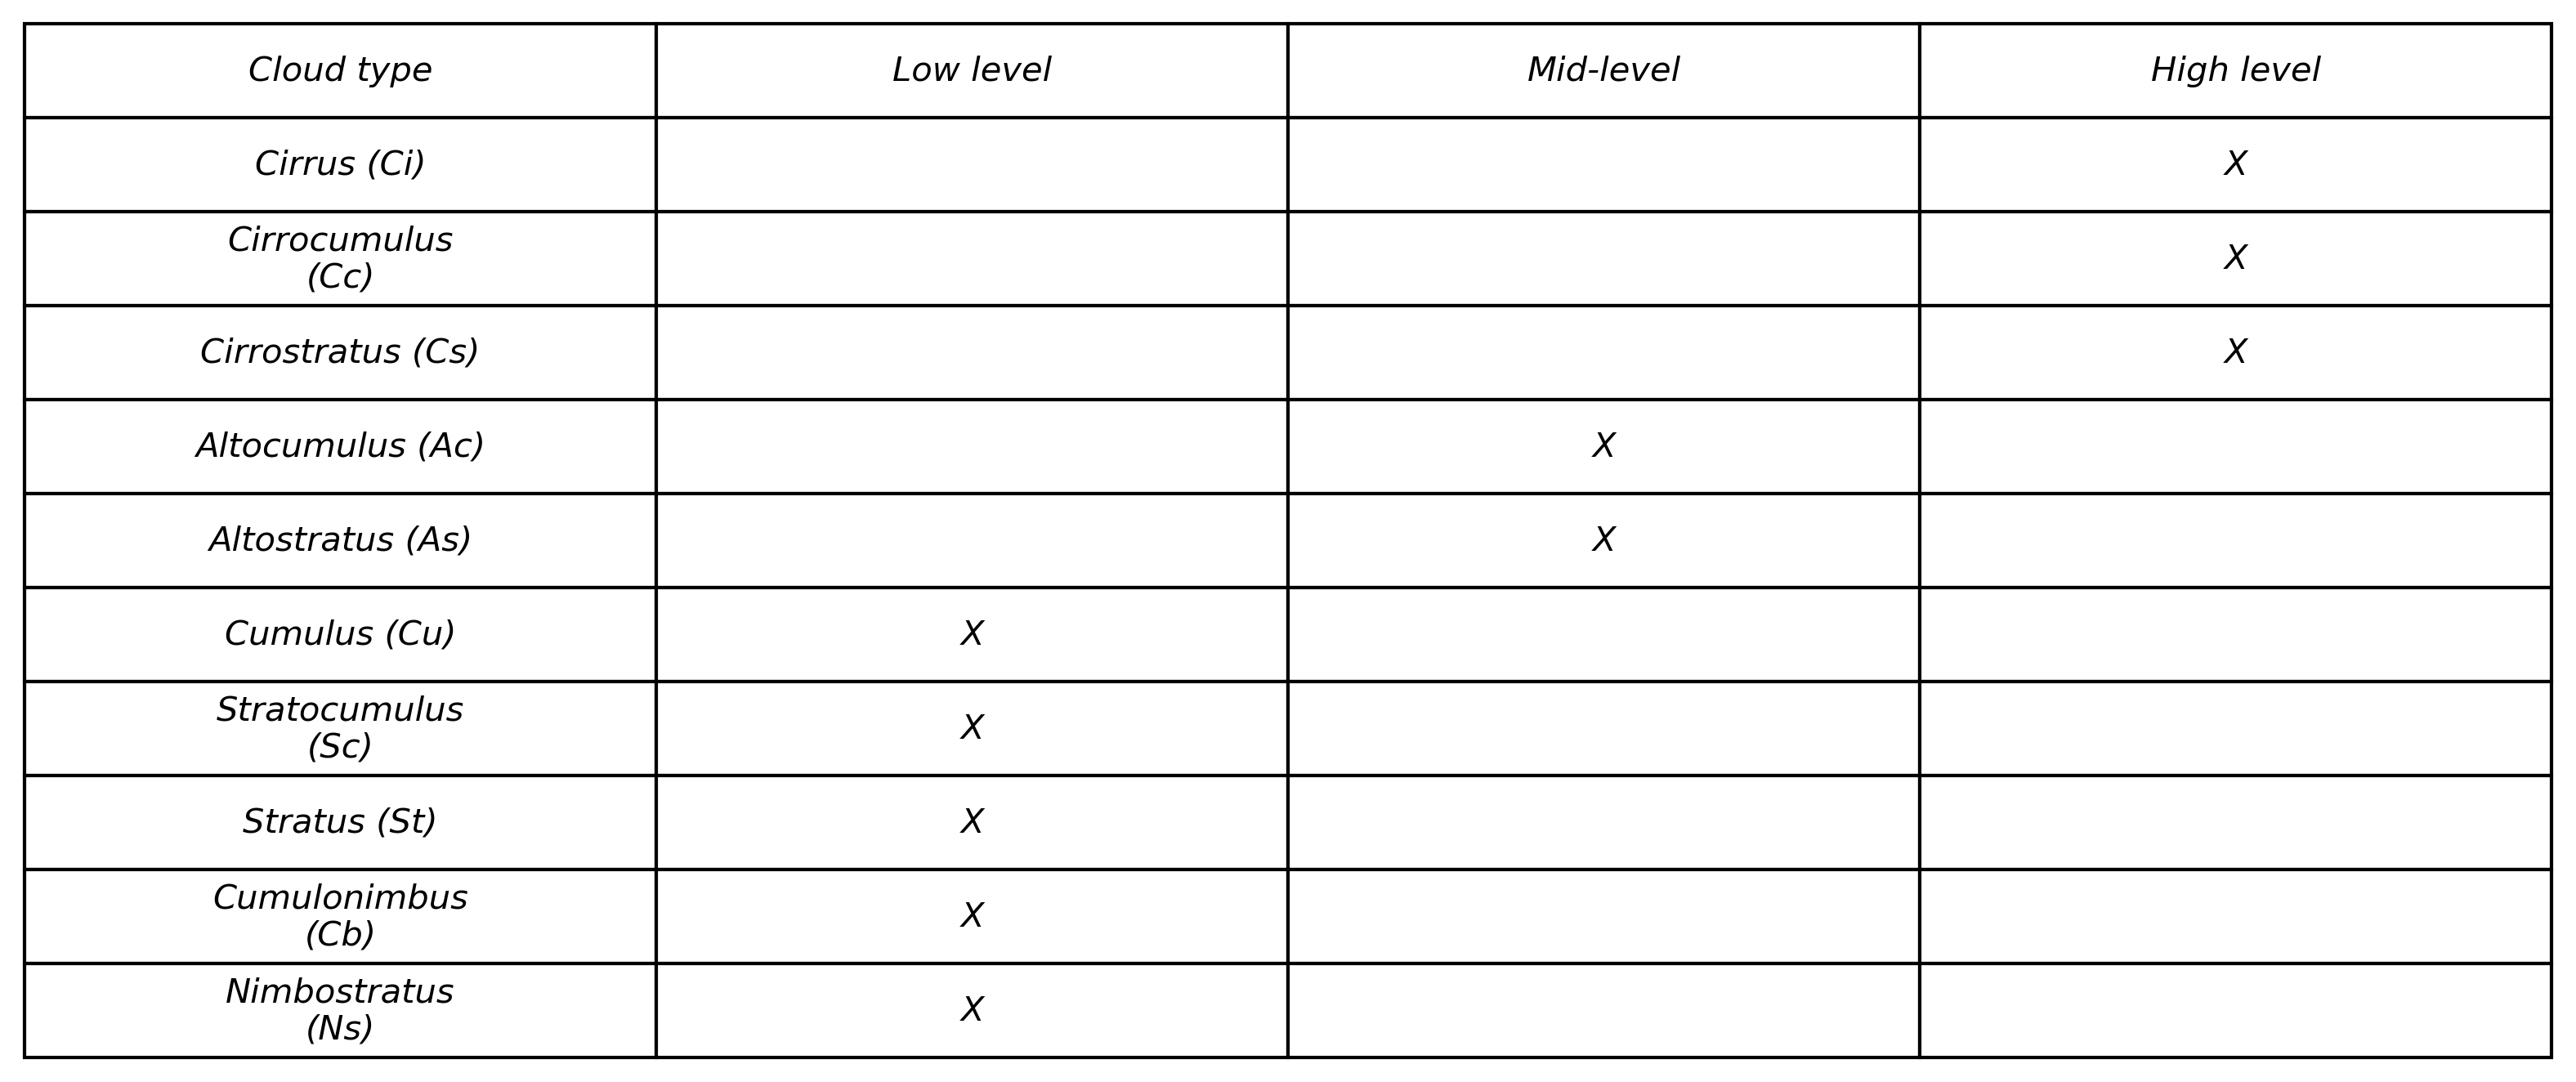 Cloud type Low level Mid-level High level
Cirrus (Ci) X
Cirrocumulus
(Cc) X
Cirrostratus (Cs) X
Altocumulus (Ac) X
Altostratus (As) X
Cumulus (Cu) X
Stratocumulus
(Sc) X
Stratus (St) X
Cumulonimbus
(Cb) X
Nimbostratus
(Ns) X